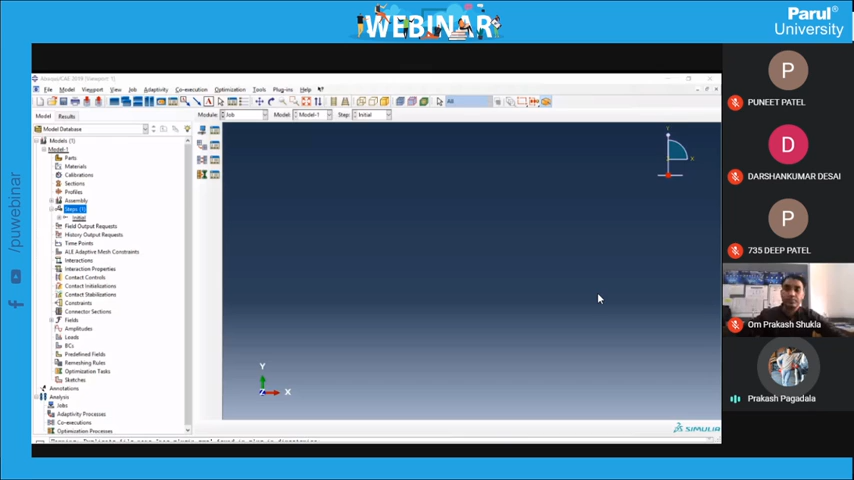 WEBINAR
Parul®
University
/puwebinar
Abaqus/CAE 2019 [Viewport: 1]
File Model Viewport View Job Adaptivity Co-execution Optimization Tools Plug-ins Help
All
Model Results
Module: Job Model: Model-1 Step: Initial
Model Database
Models (1)
Model-1
Parts
Materials
Calibrations
Sections
Profiles
Assembly
Steps (1)
Initial
Field Output Requests
History Output Requests
Time Points
ALE Adaptive Mesh Constraints
Interactions
Interaction Properties
Contact Controls
Contact Initializations
Contact Stabilizations
Constraints
Connector Sections
Fields
Amplitudes
Loads
BCs
Predefined Fields
Remeshing Rules
Optimization Tasks
Sketches
Annotations
Analysis
Jobs
Adaptivity Processes
Co-executions
Optimization Processes
Y
X
Y
X
SIMULIA
P
PUNEET PATEL
D
DARSHANKUMAR DESAI
P
735 DEEP PATEL
Om Prakash Shukla
Prakash Pagadala